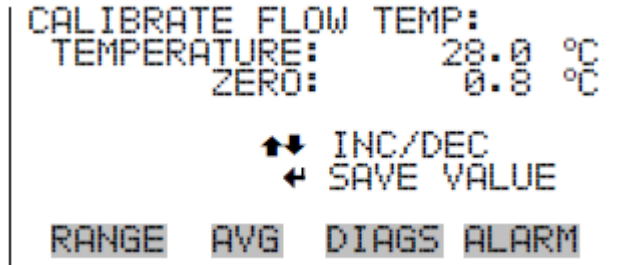 CALIBRATE FLOW TEMP:
TEMPERATURE: 28.0 °C
ZERO: 0.8 °C
⬆⬇ INC/DEC
↵ SAVE VALUE
RANGE AVG DIAGS ALARM